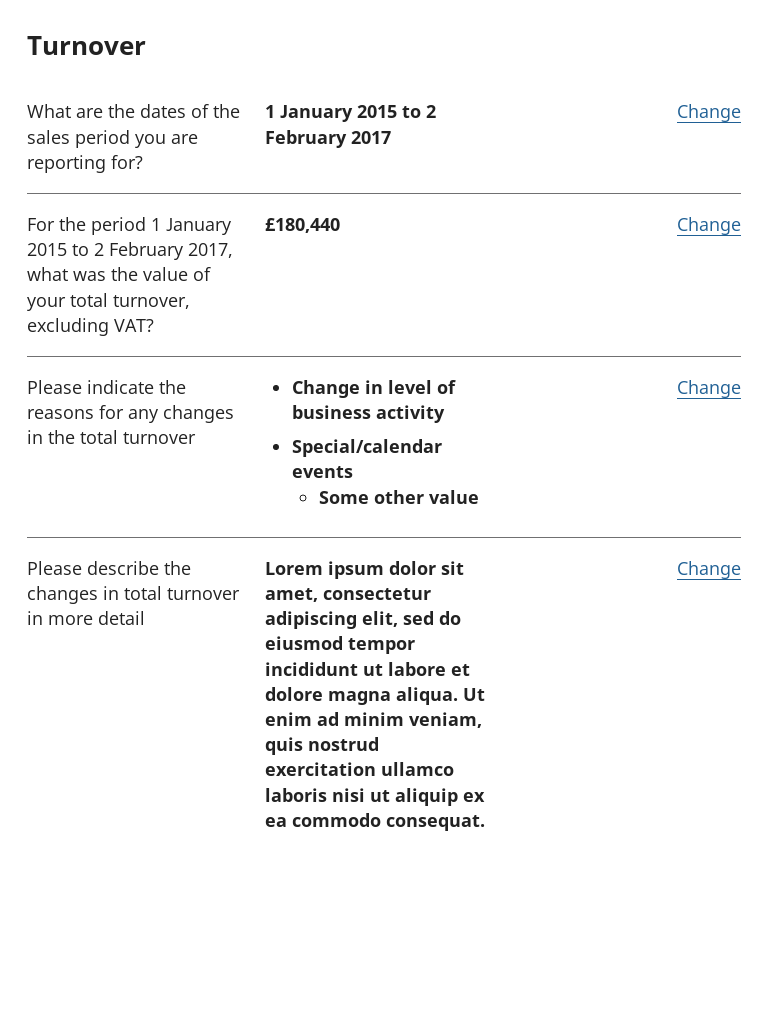 Turnover
What are the dates of the
sales period you are
reporting for?
1 January 2015 to 2
February 2017
Change
For the period 1 January
2015 to 2 February 2017,
what was the value of
your total turnover,
excluding VAT?
£180,440
Change
Please indicate the
reasons for any changes
in the total turnover
• Change in level of
business activity
• Special/calendar
events
◦ Some other value
Change
Please describe the
changes in total turnover
in more detail
Lorem ipsum dolor sit
amet, consectetur
adipiscing elit, sed do
eiusmod tempor
incididunt ut labore et
dolore magna aliqua. Ut
enim ad minim veniam,
quis nostrud
exercitation ullamco
laboris nisi ut aliquip ex
ea commodo consequat.
Change